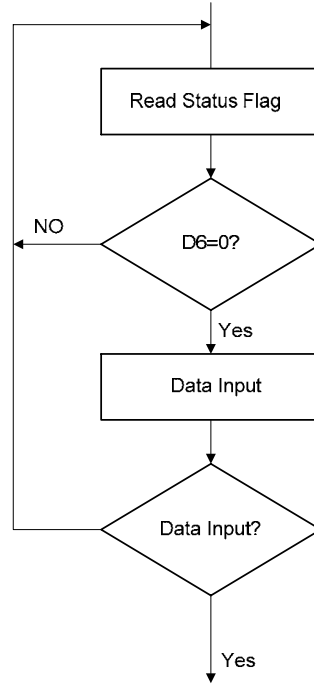 Read Status Flag
D6=0?
NO
Yes
Data Input
Data Input?
Yes